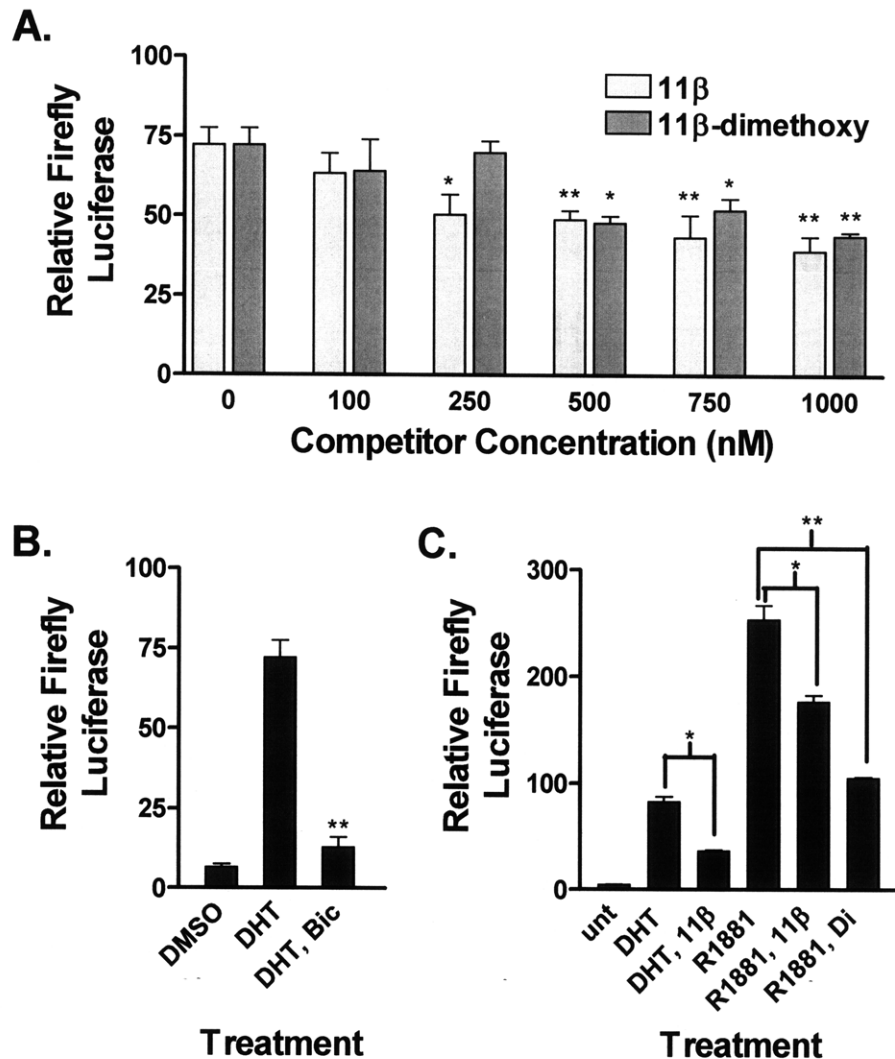 A.
Relative Firefly
Luciferase
100
75
50
25
0
11β
11β-dimethoxy
*
**
*
**
*
**
**
0
100
250
500
750
1000
Competitor Concentration (nM)
B.
Relative Firefly
Luciferase
100
75
50
25
0
**
DMSO
DHT
DHT, Bic
Treatment
C.
Relative Firefly
Luciferase
300
200
100
0
**
*
*
unt
DHT
DHT, 11β
R1881
R1881, 11β
R1881, Di
Treatment